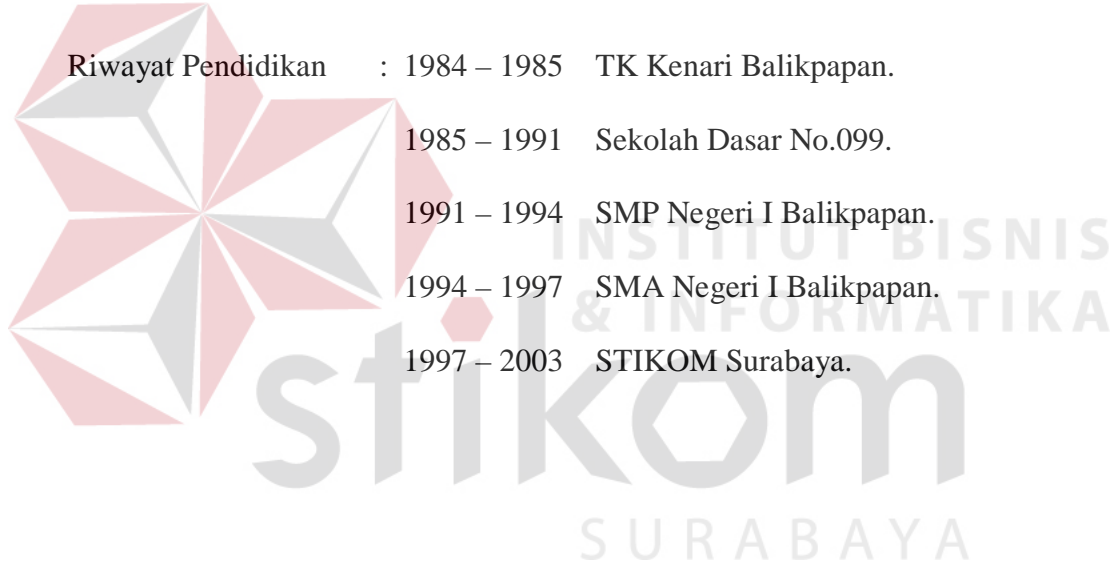 Riwayat Pendidikan : 1984 – 1985 TK Kenari Balikpapan.
1985 – 1991 Sekolah Dasar No.099.
1991 – 1994 SMP Negeri I Balikpapan.
INSTITUT BISNIS
1994 – 1997 SMA Negeri I Balikpapan.
& INFORMATIKA
1997 – 2003 STIKOM Surabaya.
stikom
SURABAYA